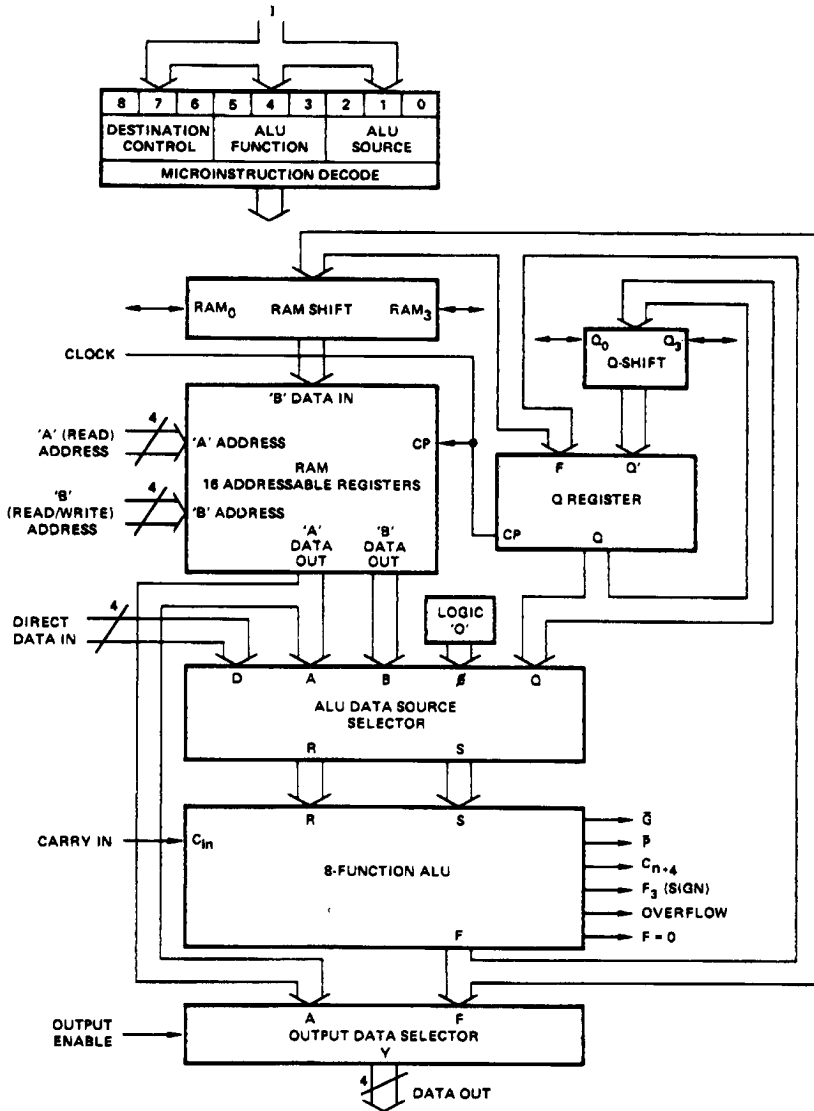 I
8 7 6 5 4 3 2 1 0
DESTINATION CONTROL
ALU FUNCTION
ALU SOURCE
MICROINSTRUCTION DECODE
RAM₀ RAM SHIFT RAM₃
Q₀ Q₃
Q-SHIFT
CLOCK
'B' DATA IN
'A' (READ)
ADDRESS
4
'A' ADDRESS
CP
RAM
16 ADDRESSABLE REGISTERS
'B'
(READ/WRITE)
ADDRESS
4
'B' ADDRESS
'A'
DATA
OUT
'B'
DATA
OUT
F Q'
Q REGISTER
CP
Q
DIRECT
DATA IN
4
LOGIC
'O'
D A B Ø Q
ALU DATA SOURCE
SELECTOR
R S
R S
CARRY IN
Cin
8-FUNCTION ALU
F
G̅
P̅
Cn+4
F₃ (SIGN)
OVERFLOW
F = 0
A F
OUTPUT
ENABLE
OUTPUT DATA SELECTOR
Y
4
DATA OUT